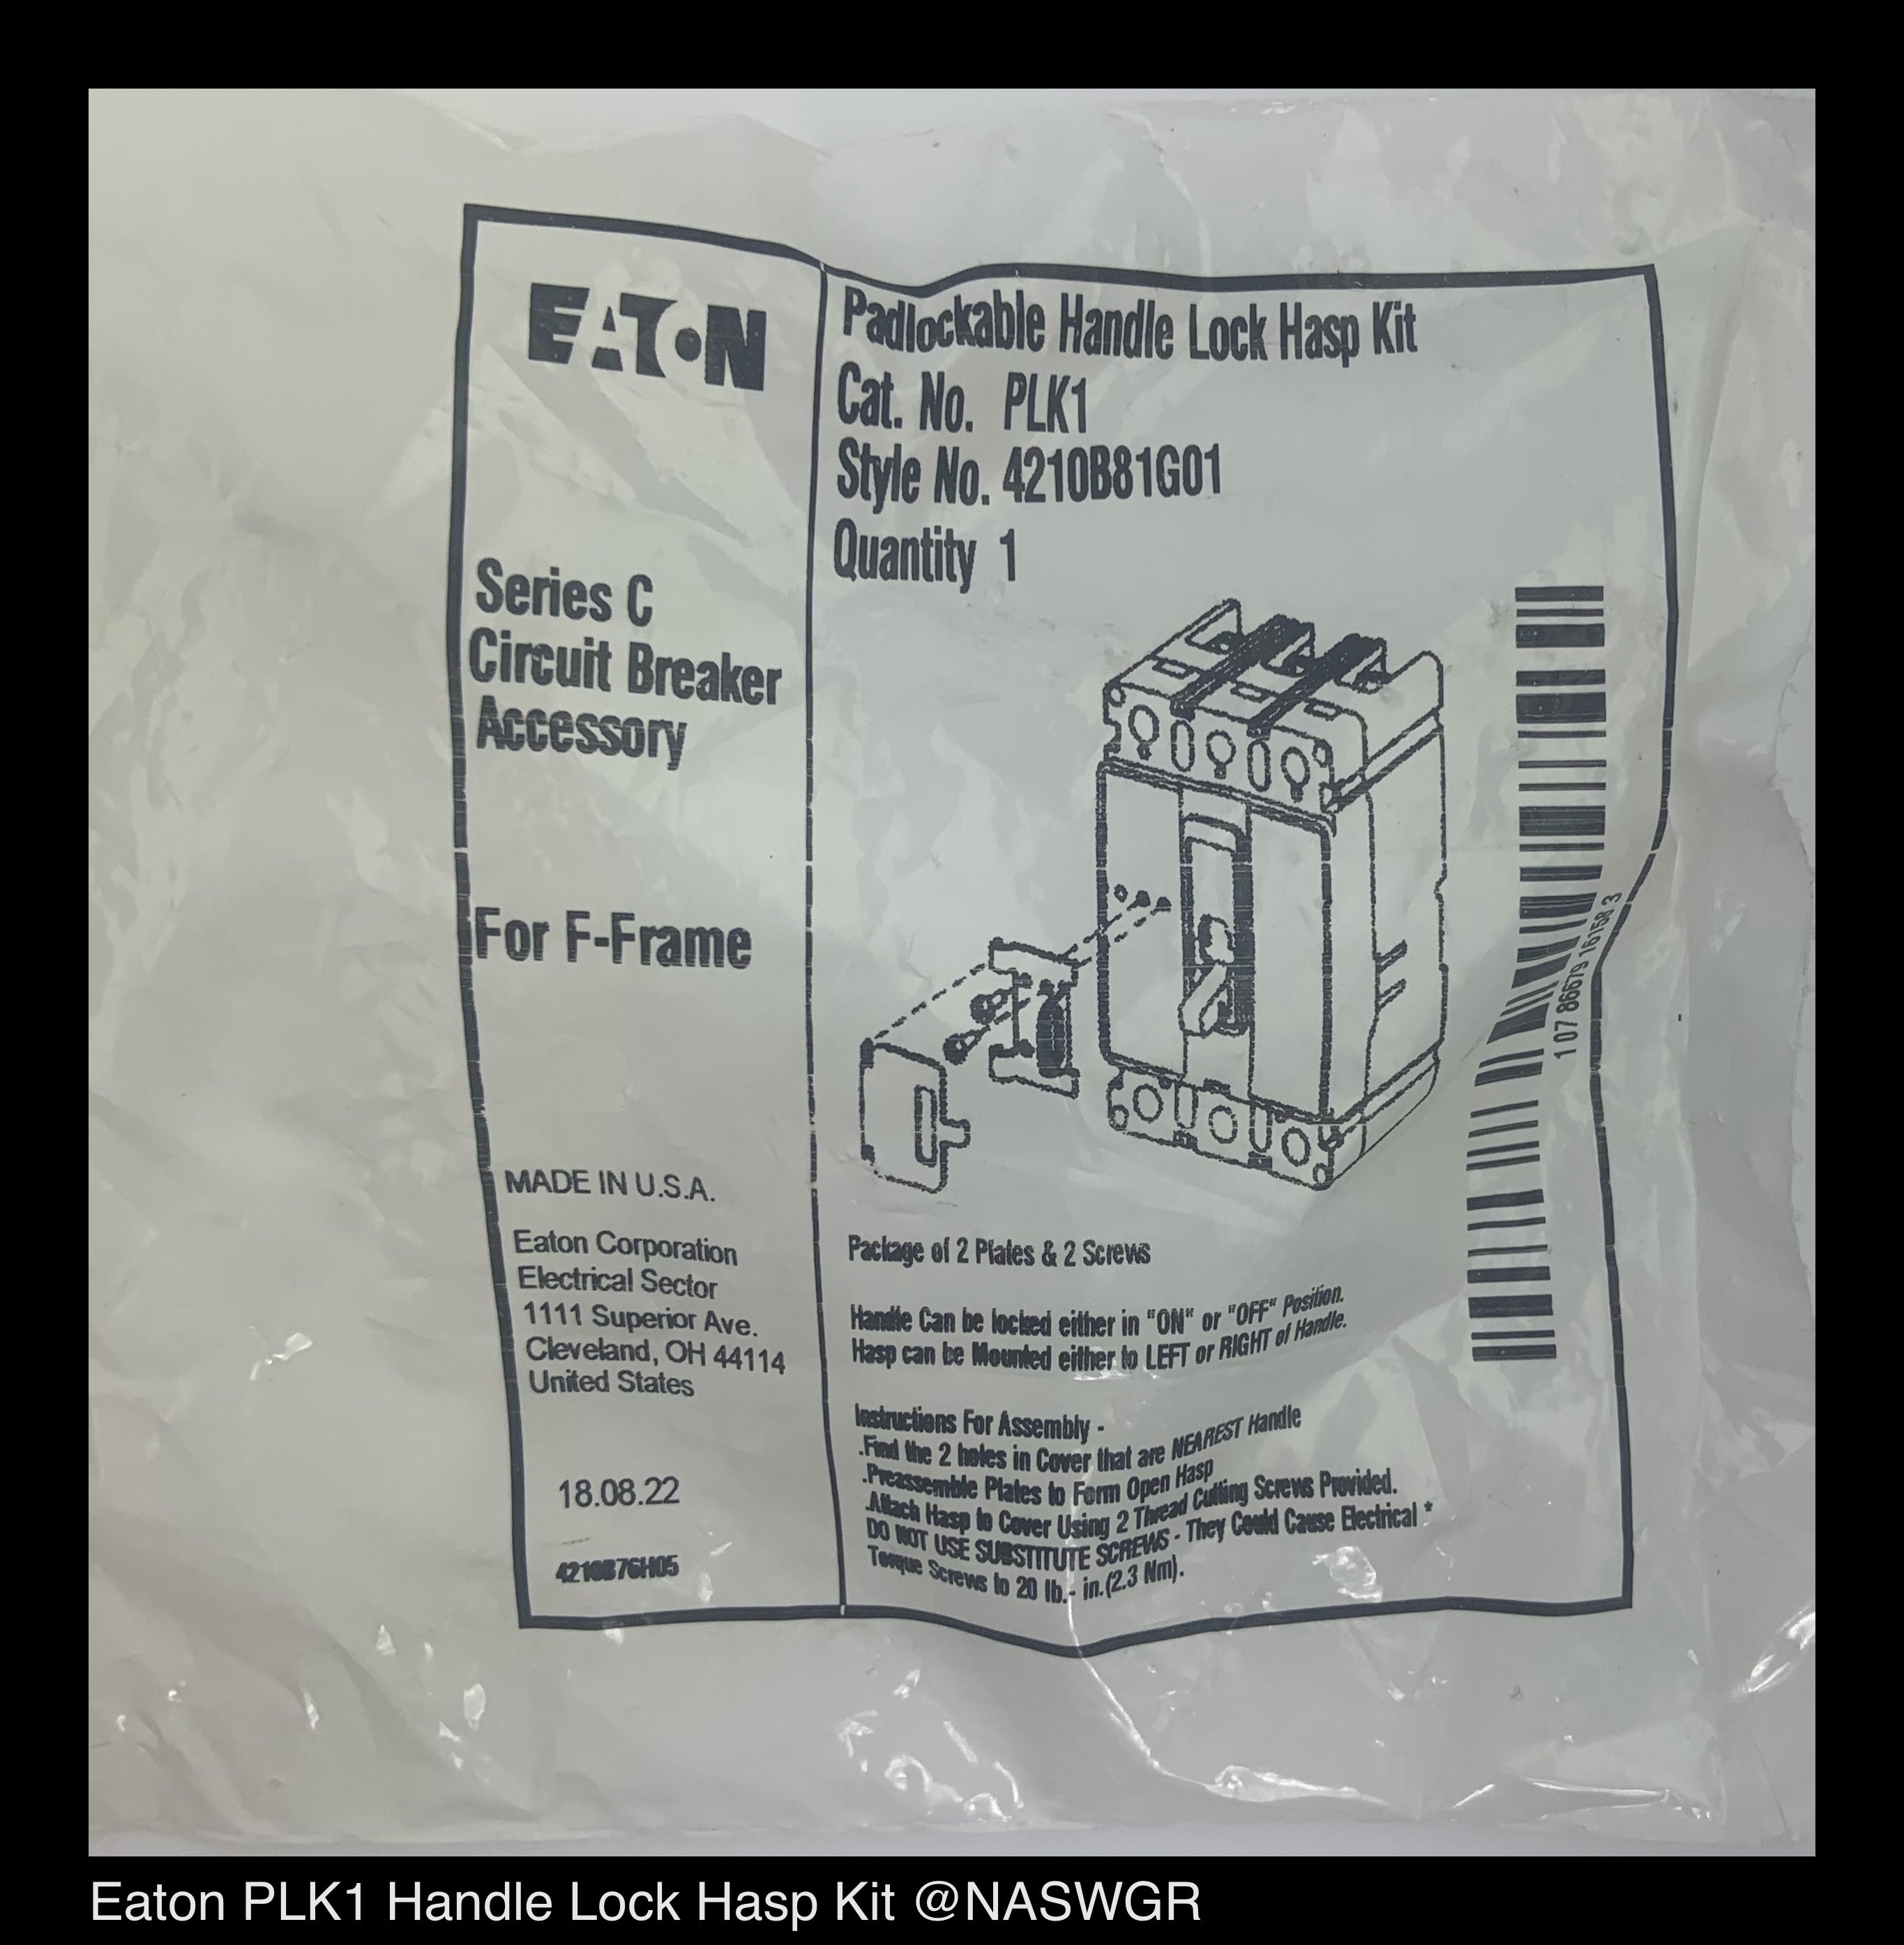 EATON
Series C
Circuit Breaker
Accessory
For F-Frame
MADE IN U.S.A.
Eaton Corporation
Electrical Sector
1111 Superior Ave.
Cleveland, OH 44114
United States
18.08.22
4210B76H05
Padlockable Handle Lock Hasp Kit
Cat. No. PLK1
Style No. 4210B81G01
Quantity 1
1 07 86679 16158 3
Package of 2 Plates & 2 Screws
Handle Can be locked either in "ON" or "OFF" Position.
Hasp can be Mounted either to LEFT or RIGHT of Handle.
Instructions For Assembly -
.Find the 2 holes in Cover that are NEAREST Handle
.Preassemble Plates to Form Open Hasp
.Attach Hasp to Cover Using 2 Thread Cutting Screws Provided.
DO NOT USE SUBSTITUTE SCREWS - They Could Cause Electrical *
Torque Screws to 20 lb.- in.(2.3 Nm).
Eaton PLK1 Handle Lock Hasp Kit @NASWGR